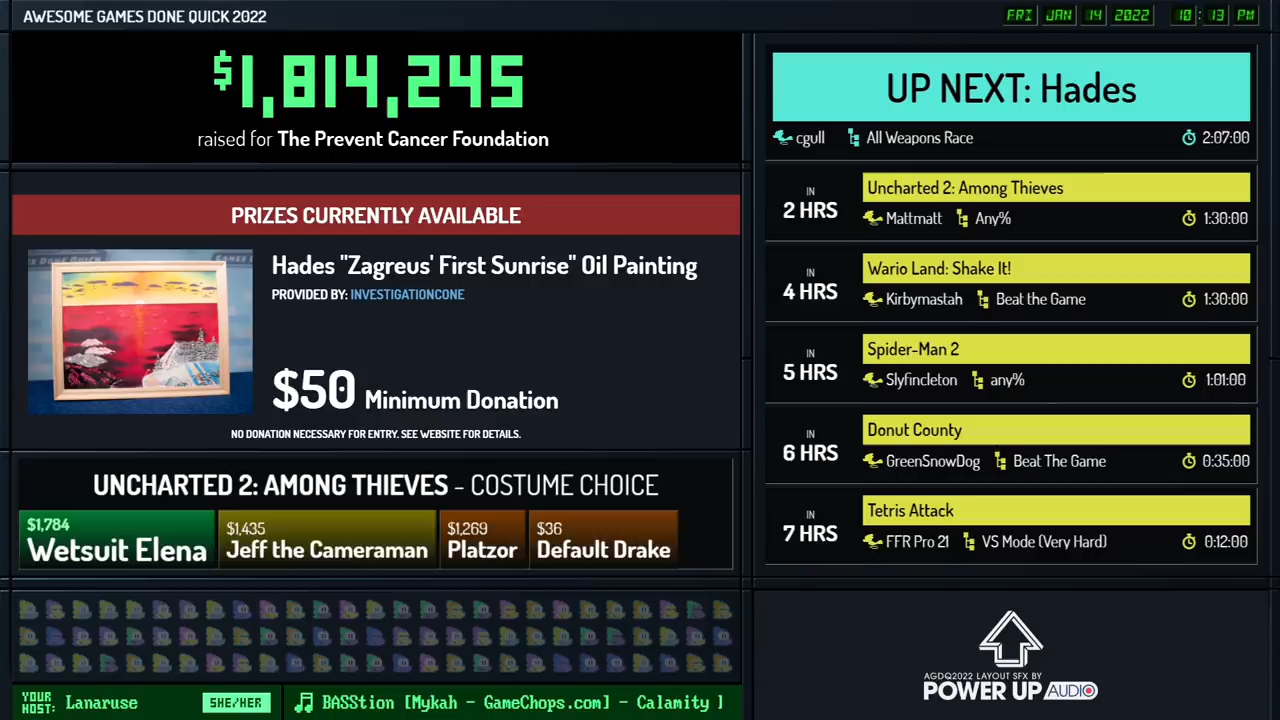 AWESOME GAMES DONE QUICK 2022
FRI JAN 14 2022 10:13 PM
$1,814,245
raised for The Prevent Cancer Foundation
PRIZES CURRENTLY AVAILABLE
Hades "Zagreus' First Sunrise" Oil Painting
PROVIDED BY: INVESTIGATIONCONE
$50 Minimum Donation
NO DONATION NECESSARY FOR ENTRY. SEE WEBSITE FOR DETAILS.
UNCHARTED 2: AMONG THIEVES – COSTUME CHOICE
$1,784 Wetsuit Elena
$1,435 Jeff the Cameraman
$1,269 Platzor
$36 Default Drake
YOUR HOST: Lanaruse SHE/HER
BASStion [Mykah - GameChops.com] - Calamity ]
UP NEXT: Hades
cgull All Weapons Race 2:07:00
IN 2 HRS
Uncharted 2: Among Thieves
Mattmatt Any% 1:30:00
IN 4 HRS
Wario Land: Shake It!
Kirbymastah Beat the Game 1:30:00
IN 5 HRS
Spider-Man 2
Slyfincleton any% 1:01:00
IN 6 HRS
Donut County
GreenSnowDog Beat The Game 0:35:00
IN 7 HRS
Tetris Attack
FFR Pro 21 VS Mode (Very Hard) 0:12:00
AGDQ2022 LAYOUT SFX BY
POWER UP AUDIO